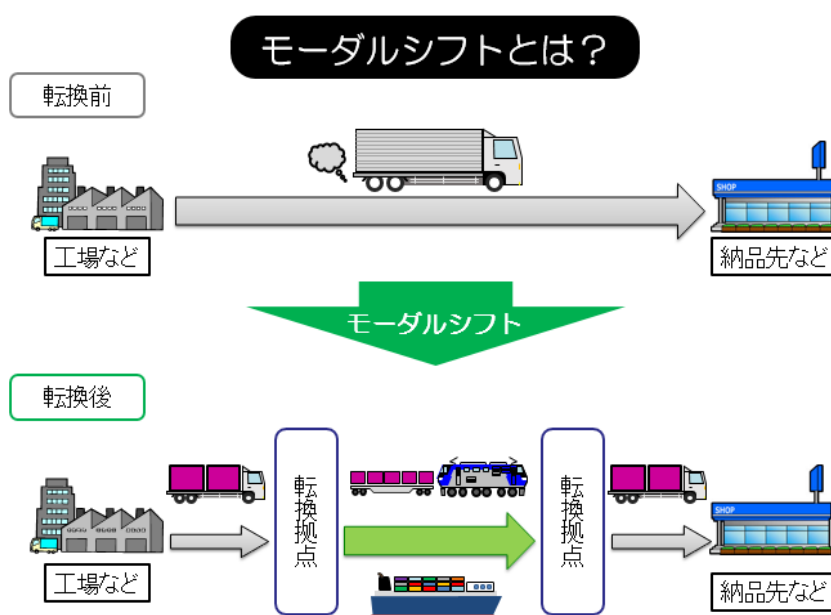 モーダルシフトとは？
転換前
SHOP
工場など
納品先など
モーダルシフト
転換後
転換拠点
転換拠点
SHOP
工場など
納品先など